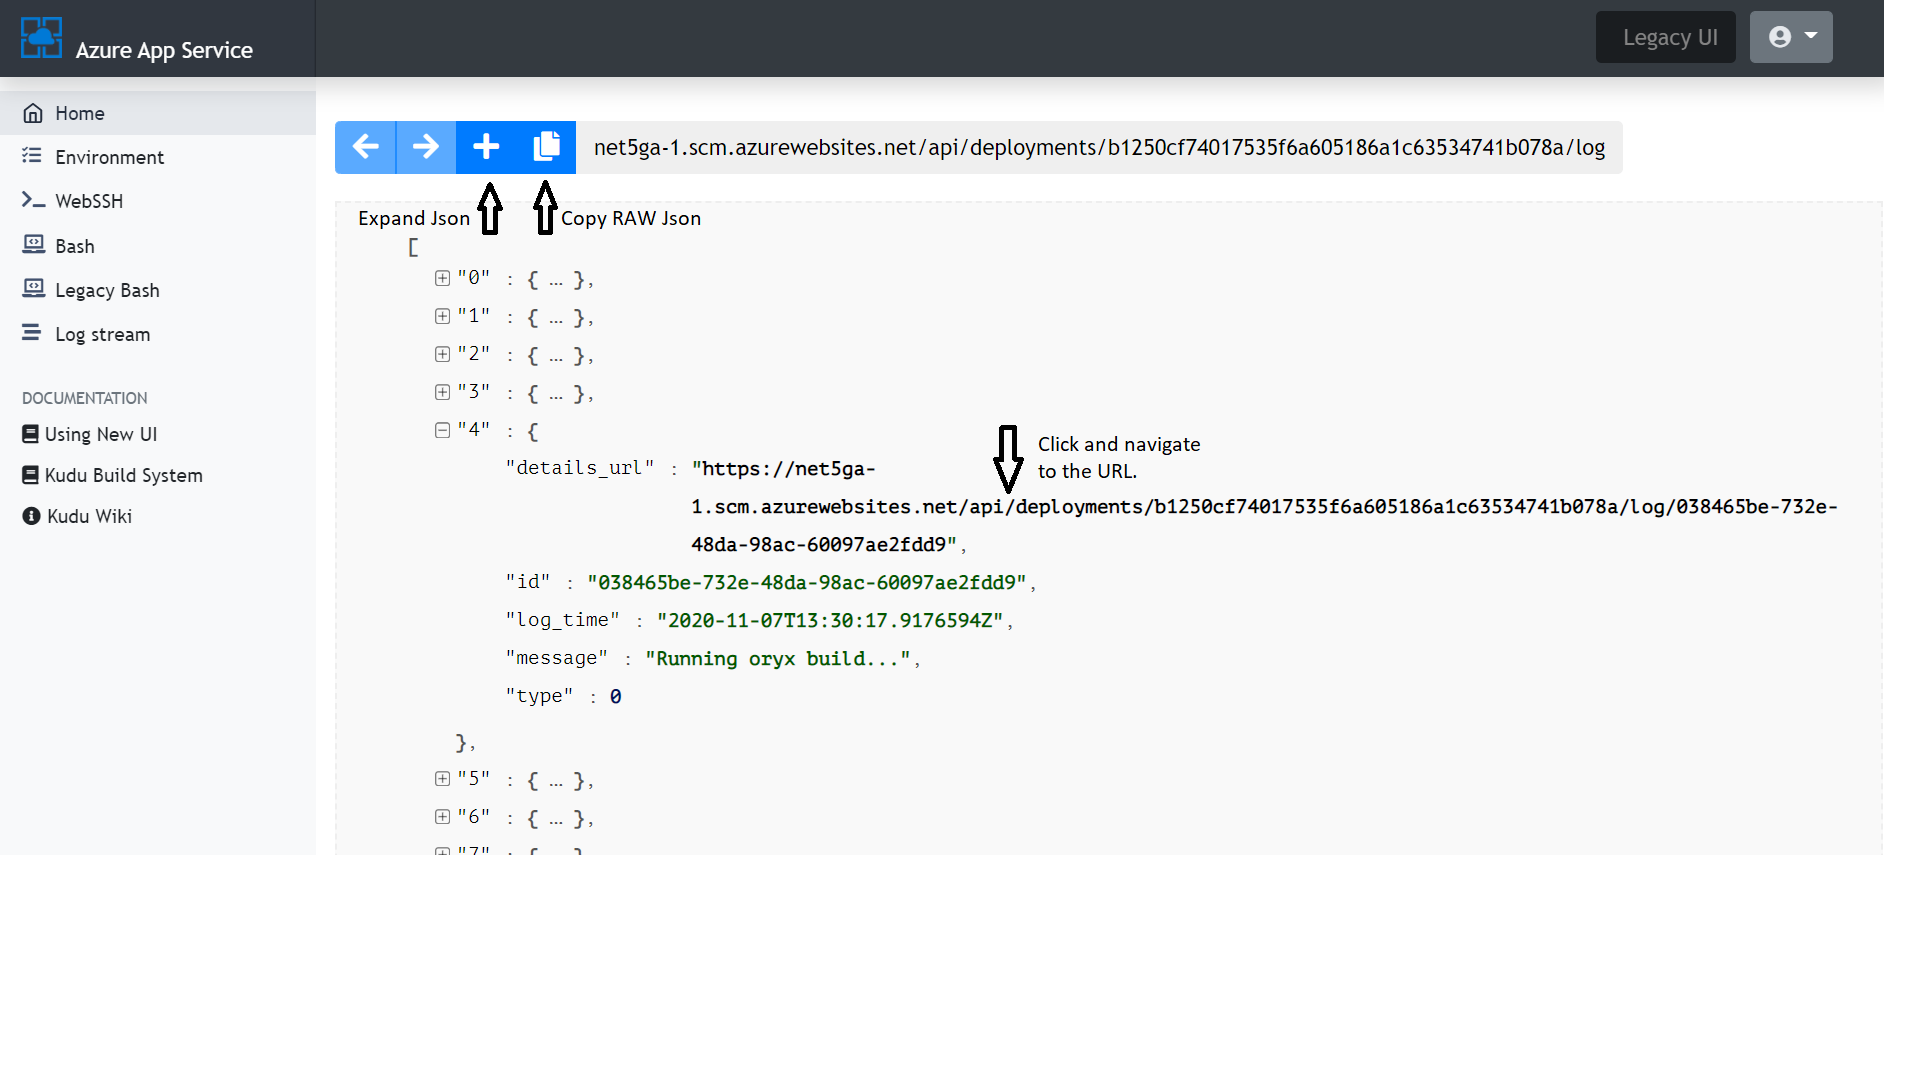 Azure App Service
Legacy UI
Home
Environment
WebSSH
Bash
Legacy Bash
Log stream
DOCUMENTATION
Using New UI
Kudu Build System
Kudu Wiki
net5ga-1.scm.azurewebsites.net/api/deployments/b1250cf74017535f6a605186a1c63534741b078a/log
Expand Json
Copy RAW Json
[
"0" : { ... },
"1" : { ... },
"2" : { ... },
"3" : { ... },
"4" : {
Click and navigate
to the URL.
"details_url" : "https://net5ga-
1.scm.azurewebsites.net/api/deployments/b1250cf74017535f6a605186a1c63534741b078a/log/038465be-732e-
48da-98ac-60097ae2fdd9",
"id" : "038465be-732e-48da-98ac-60097ae2fdd9",
"log_time" : "2020-11-07T13:30:17.9176594Z",
"message" : "Running oryx build...",
"type" : 0
},
"5" : { ... },
"6" : { ... },
"7" : { ... }